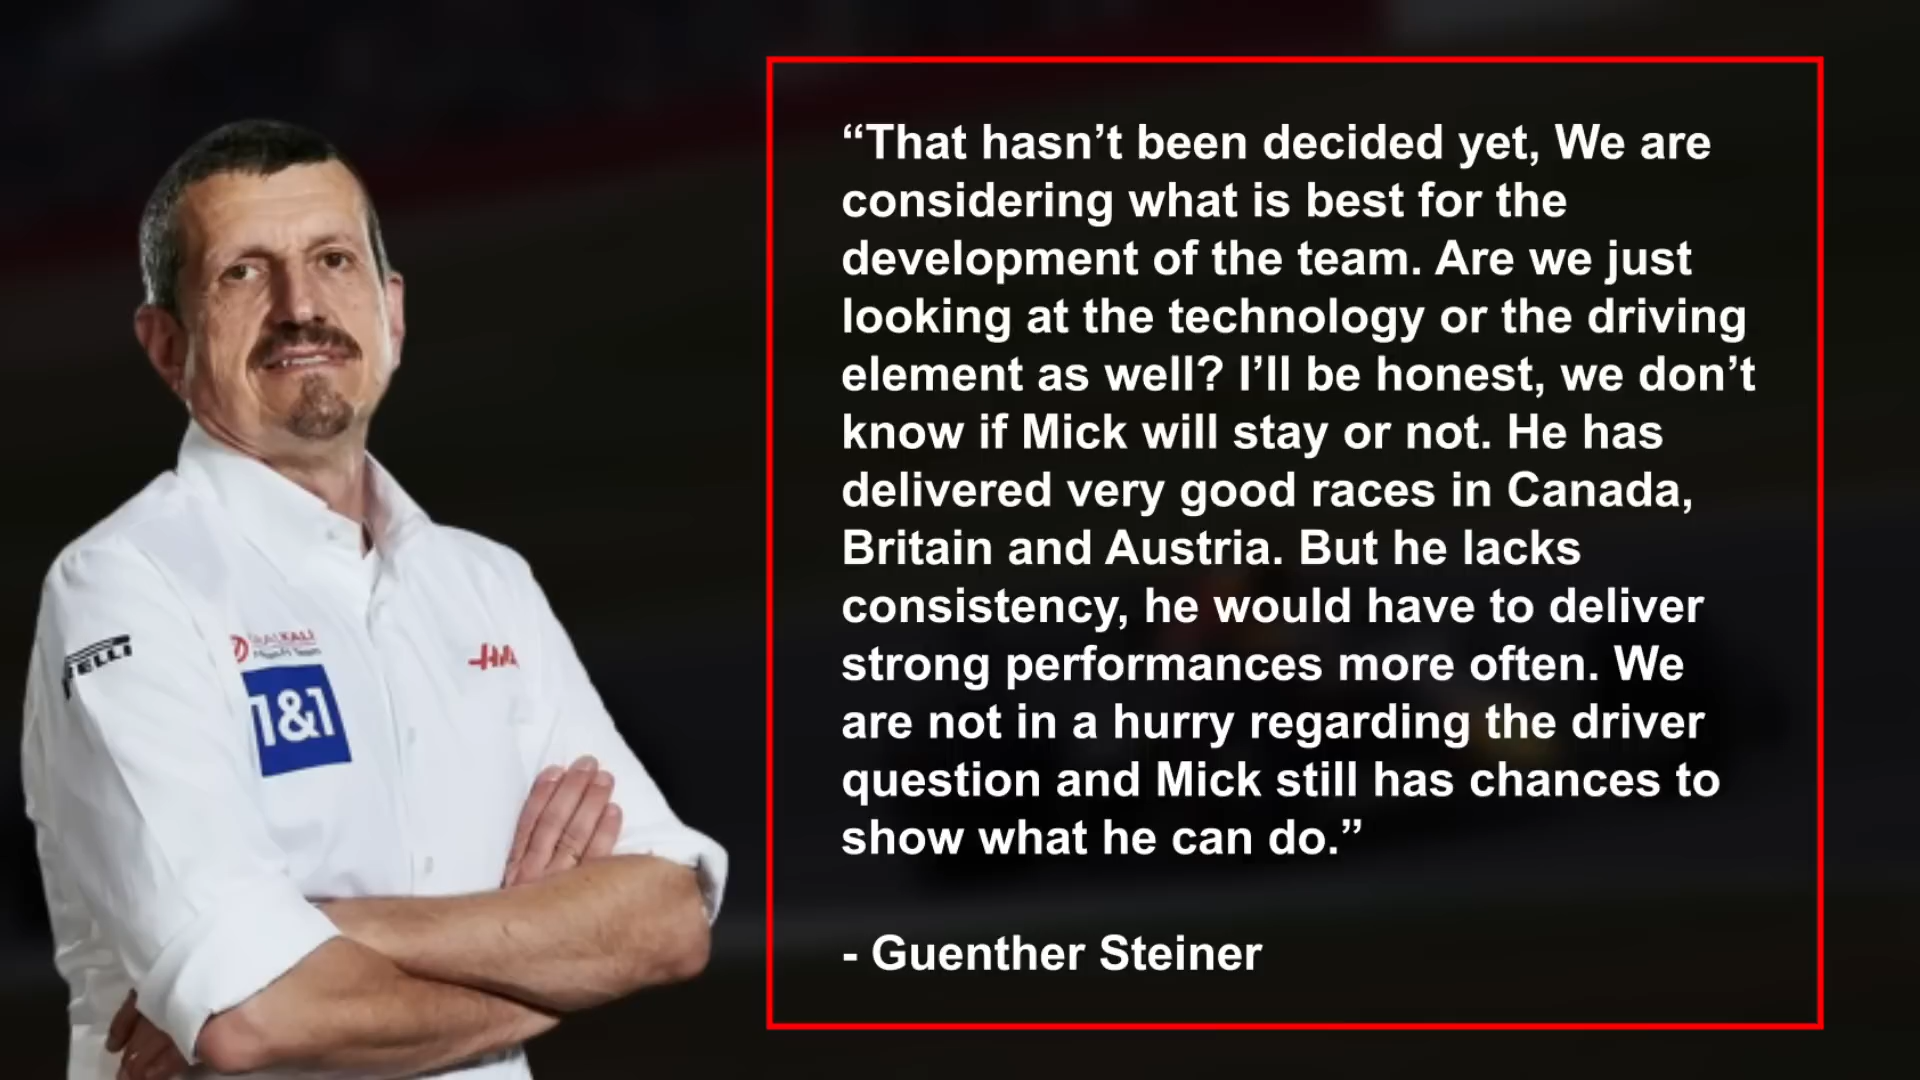 “That hasn’t been decided yet, We are
considering what is best for the
development of the team. Are we just
looking at the technology or the driving
element as well? I’ll be honest, we don’t
know if Mick will stay or not. He has
delivered very good races in Canada,
Britain and Austria. But he lacks
consistency, he would have to deliver
strong performances more often. We
are not in a hurry regarding the driver
question and Mick still has chances to
show what he can do.”
- Guenther Steiner
1&1